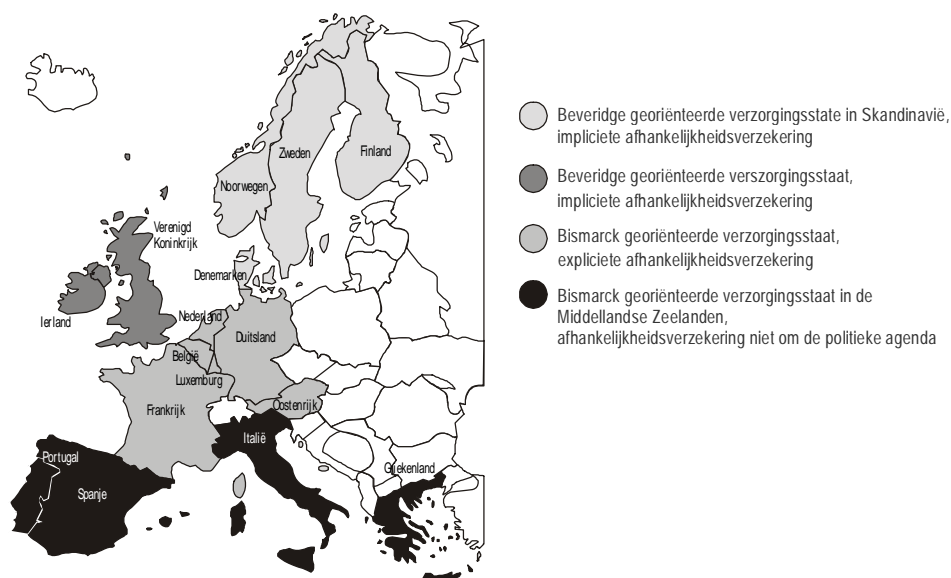 Zweden
Finland
Noorwegen
Verenigd
Koninkrijk
Denemarken
Ierland
Nederland
Duitsland
België
Luxemburg
Oostenrijk
Frankrijk
Italië
Portugal
Griekenland
Spanje
Beveridge georiënteerde verzorgingsstate in Skandinavië,
impliciete afhankelijkheidsverzekering
Beveridge georiënteerde verszorgingsstaat,
impliciete afhankelijkheidsverzekering
Bismarck georiënteerde verzorgingsstaat,
expliciete afhankelijkheidsverzekering
Bismarck georiënteerde verzorgingsstaat in de
Middellandse Zeelanden,
afhankelijkheidsverzekering niet om de politieke agenda